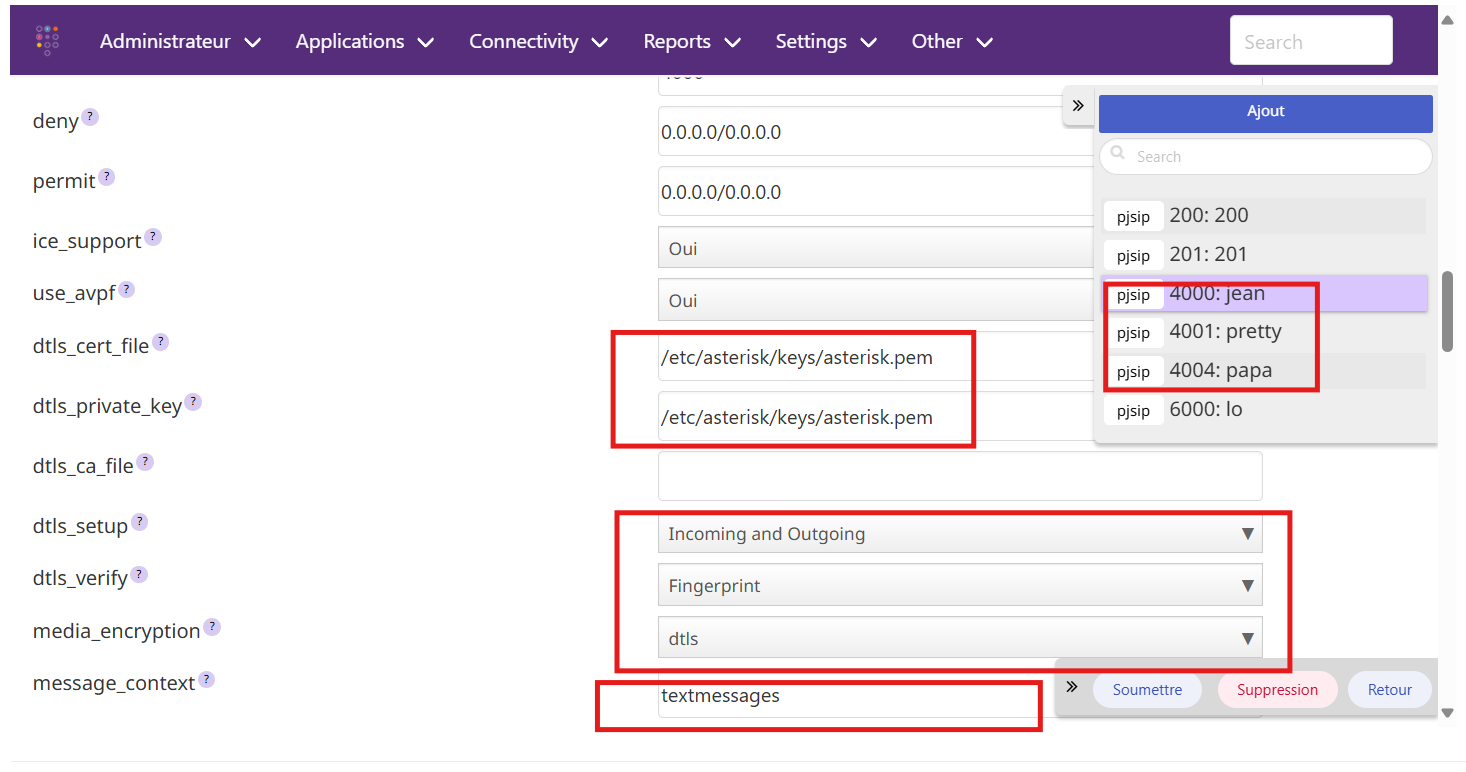 Administrateur Applications Connectivity Reports Settings Other Search
deny ? 0.0.0.0/0.0.0.0
permit ? 0.0.0.0/0.0.0.0
ice_support ? Oui
use_avpf ? Oui
dtls_cert_file ? /etc/asterisk/keys/asterisk.pem
dtls_private_key ? /etc/asterisk/keys/asterisk.pem
dtls_ca_file ?
dtls_setup ? Incoming and Outgoing
dtls_verify ? Fingerprint
media_encryption ? dtls
message_context ? textmessages
Ajout
Search
pjsip 200: 200
pjsip 201: 201
pjsip 4000: jean
pjsip 4001: pretty
pjsip 4004: papa
pjsip 6000: lo
Soumettre Suppression Retour